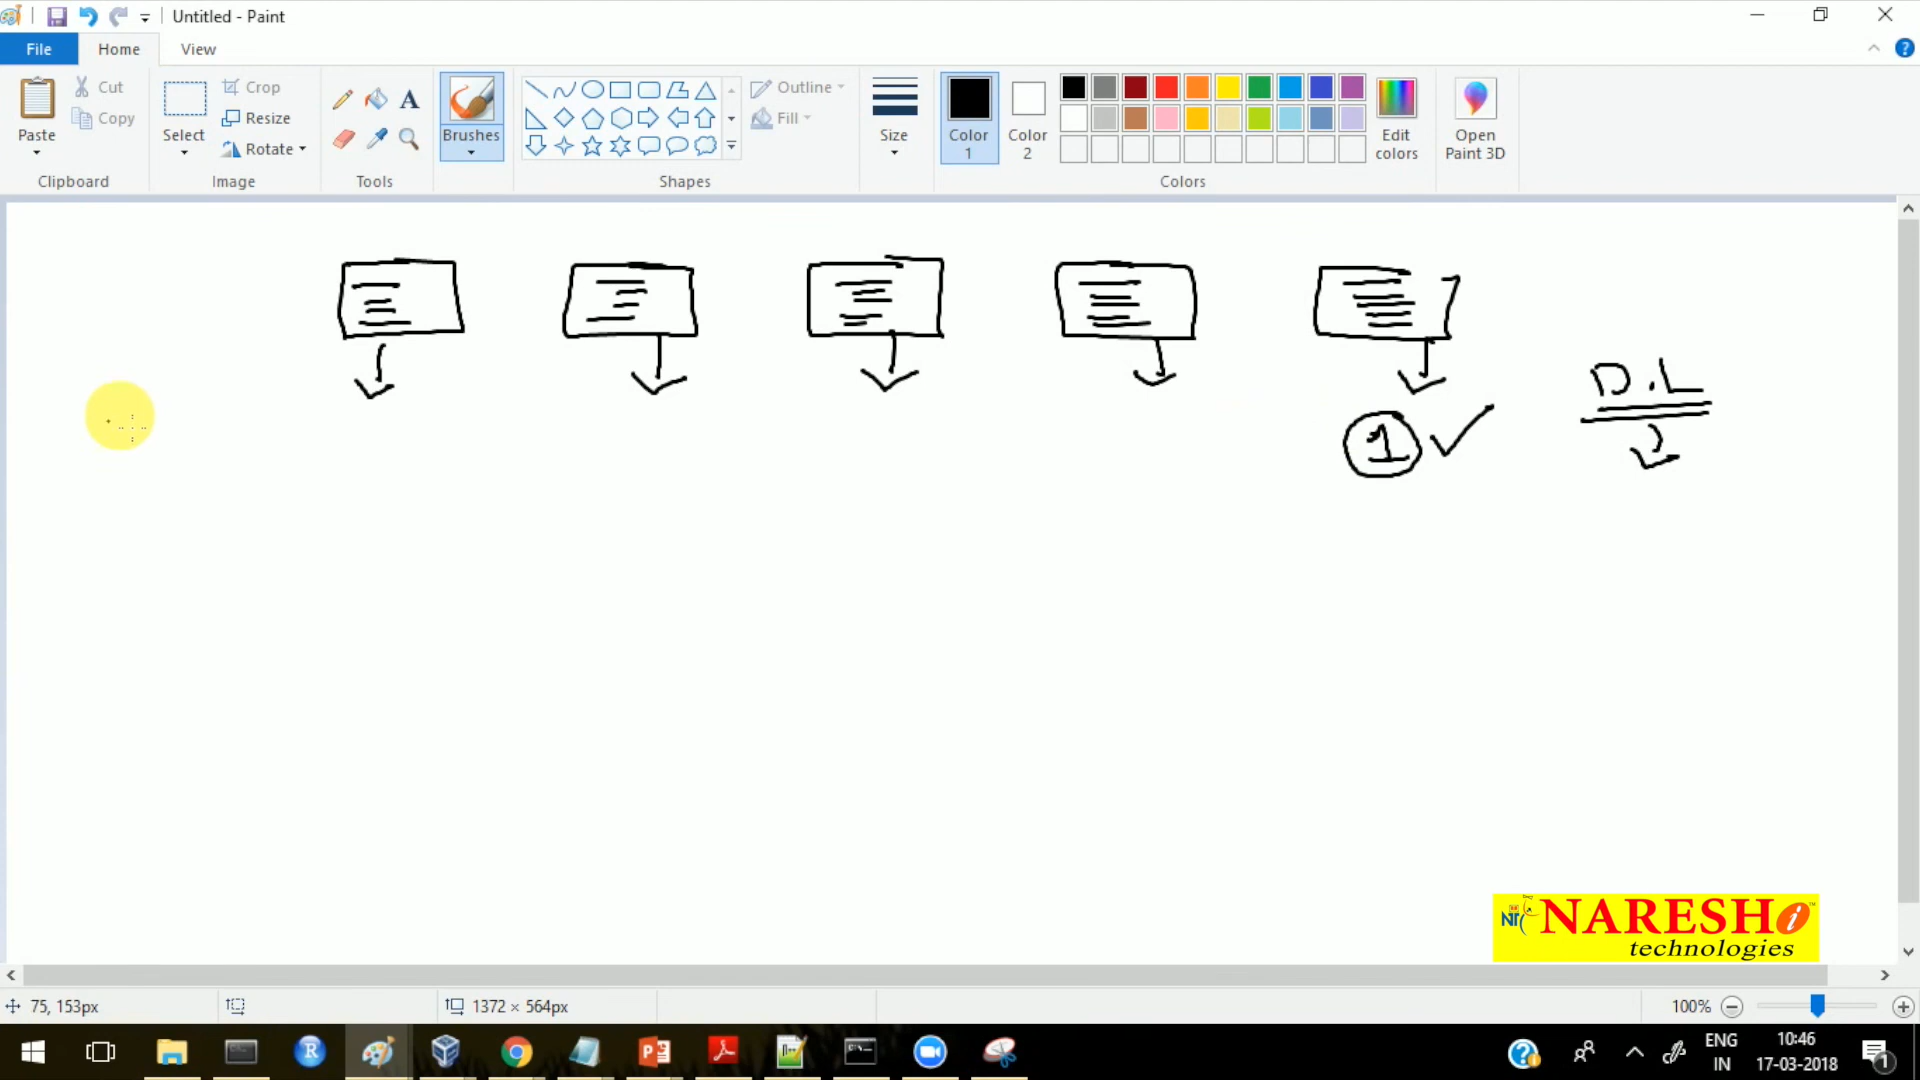 Untitled - Paint
File
Home
View
Paste
Cut
Copy
Clipboard
Select
Crop
Resize
Rotate
Image
Tools
Brushes
Shapes
Outline
Fill
Size
Color
1
Color
2
Colors
Edit
colors
Open
Paint 3D
D.L
1
NARESHi
technologies
75, 153px
1372 × 564px
100%
ENG
IN
10:46
17-03-2018
1